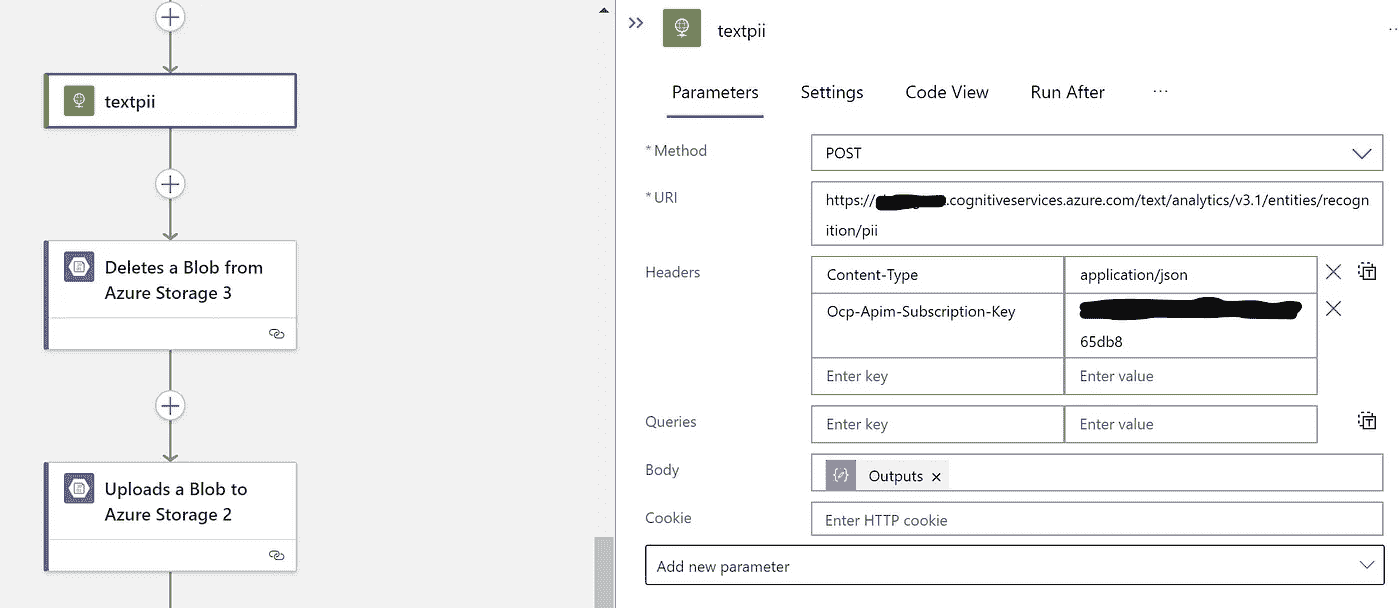 textpii
Deletes a Blob from
Azure Storage 3
Uploads a Blob to
Azure Storage 2
textpii
Parameters
Settings
Code View
Run After
...
* Method
POST
* URI
https://
.cognitiveservices.azure.com/text/analytics/v3.1/entities/recogn
ition/pii
Headers
Content-Type
application/json
Ocp-Apim-Subscription-Key
65db8
Enter key
Enter value
Queries
Enter key
Enter value
Body
Outputs
Cookie
Enter HTTP cookie
Add new parameter